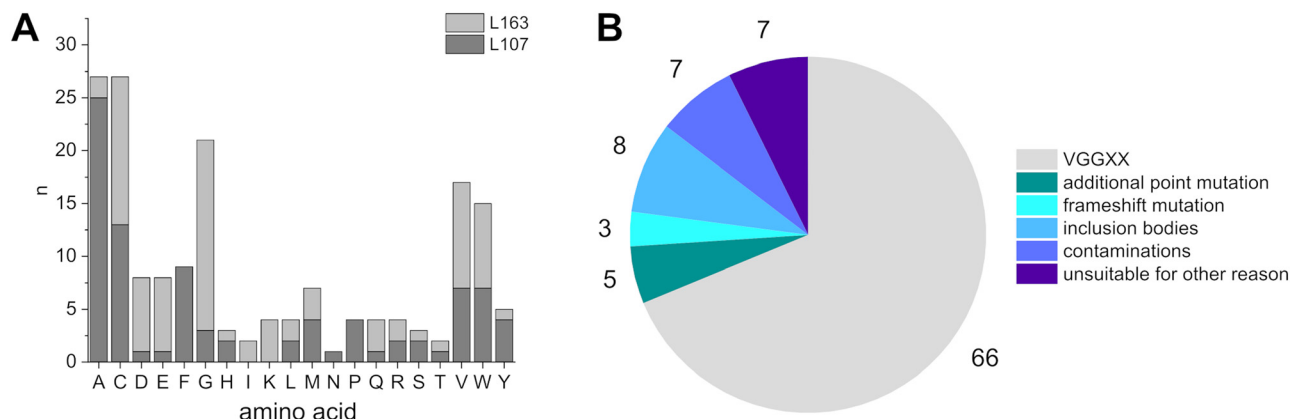 A
L163
L107
30
25
20
15
10
5
0
n
A C D E F G H I K L M N P Q R S T V W Y
amino acid
B
7
7
8
3
5
66
VGGXX
additional point mutation
frameshift mutation
inclusion bodies
contaminations
unsuitable for other reason